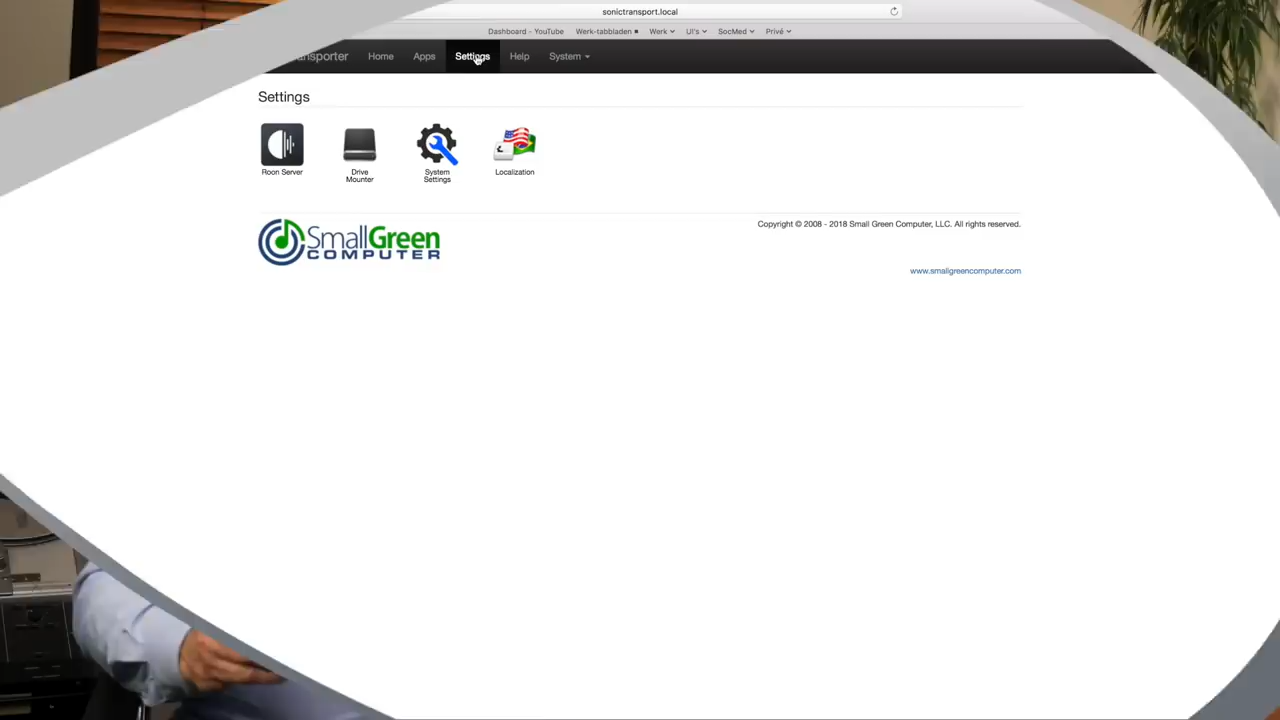 sonictransport.local
Dashboard – YouTube Werk-tabbladen Werk UI's SocMed Privé
Home Apps Settings Help System
Settings
Roon Server
Drive Mounter
System Settings
Localization
SmallGreen
COMPUTER
Copyright © 2008 - 2018 Small Green Computer, LLC. All rights reserved.
www.smallgreencomputer.com